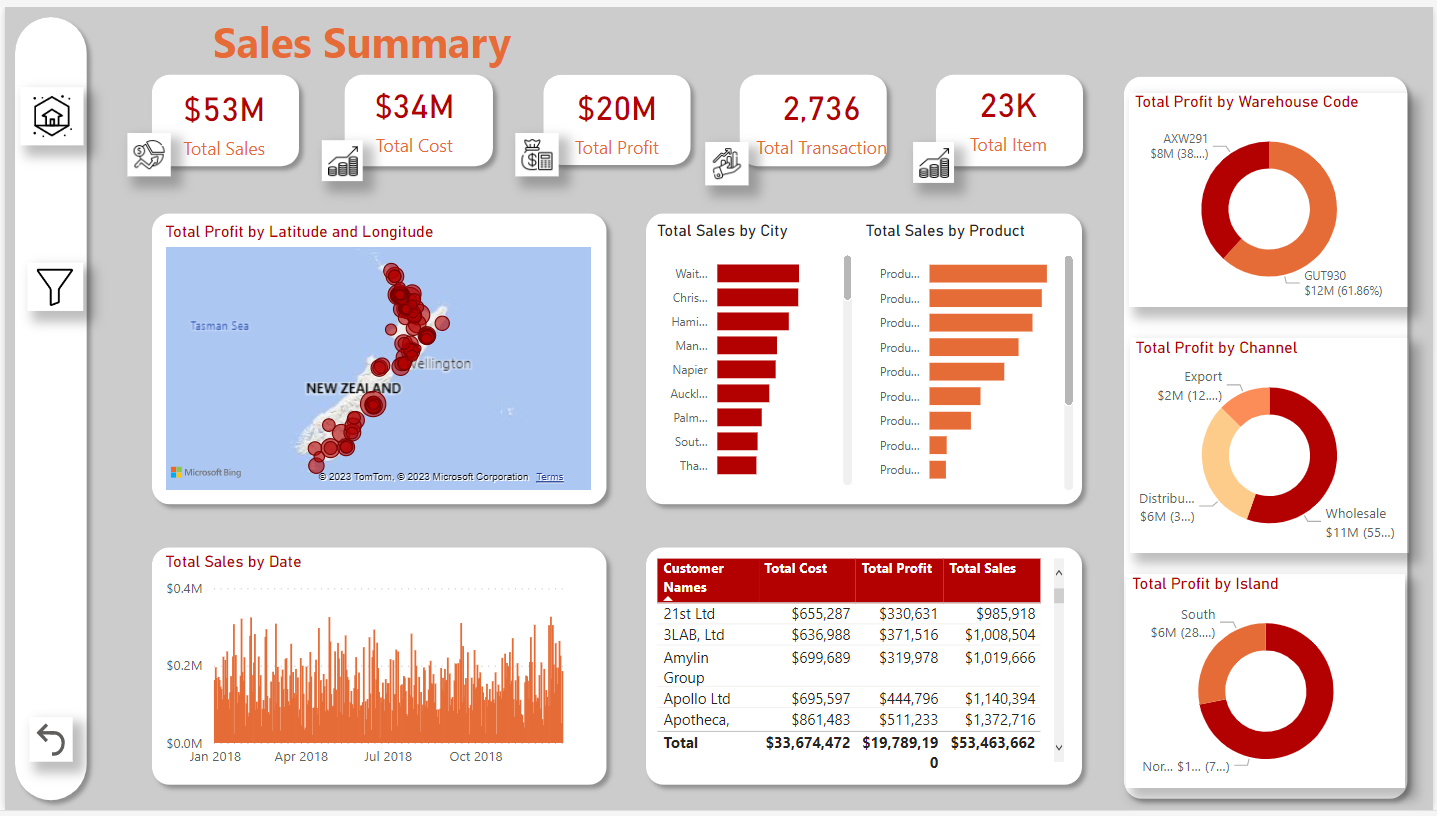 Sales Summary
$53M
Total Sales
$34M
Total Cost
$20M
Total Profit
2,736
Total Transaction
23K
Total Item
Total Profit by Latitude and Longitude
Tasman Sea
Wellington
NEW ZEALAND
Microsoft Bing
© 2023 TomTom, © 2023 Microsoft Corporation Terms
Total Sales by City
Wait...
Chris...
Hami...
Man...
Napier
Auckl...
Palm...
Sout...
Tha...
Total Sales by Product
Produ...
Produ...
Produ...
Produ...
Produ...
Produ...
Produ...
Produ...
Produ...
Total Profit by Warehouse Code
AXW291
$8M (38....)
GUT930
$12M (61.86%)
Total Profit by Channel
Export
$2M (12....)
Distribu...
$6M (3...)
Wholesale
$11M (55...)
Total Profit by Island
South
$6M (28....)
Nor... $1... (7...)
Total Sales by Date
$0.4M
$0.2M
$0.0M
Jan 2018 Apr 2018 Jul 2018 Oct 2018
Customer Names Total Cost Total Profit Total Sales
21st Ltd $655,287 $330,631 $985,918
3LAB, Ltd $636,988 $371,516 $1,008,504
Amylin Group $699,689 $319,978 $1,019,666
Apollo Ltd $695,597 $444,796 $1,140,394
Apotheca, $861,483 $511,233 $1,372,716
Total $33,674,472 $19,789,190 $53,463,662